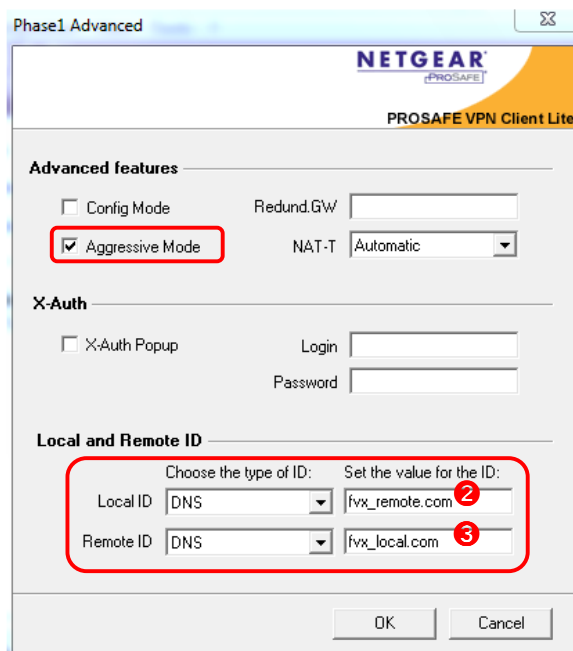 Phase1 Advanced
NETGEAR
PROSAFE
PROSAFE VPN Client Lite
Advanced features
Config Mode Redund.GW
Aggressive Mode NAT-T Automatic
X-Auth
X-Auth Popup Login
Password
Local and Remote ID
Choose the type of ID: Set the value for the ID:
Local ID DNS fvx_remote.com 2
Remote ID DNS fvx_local.com 3
OK Cancel